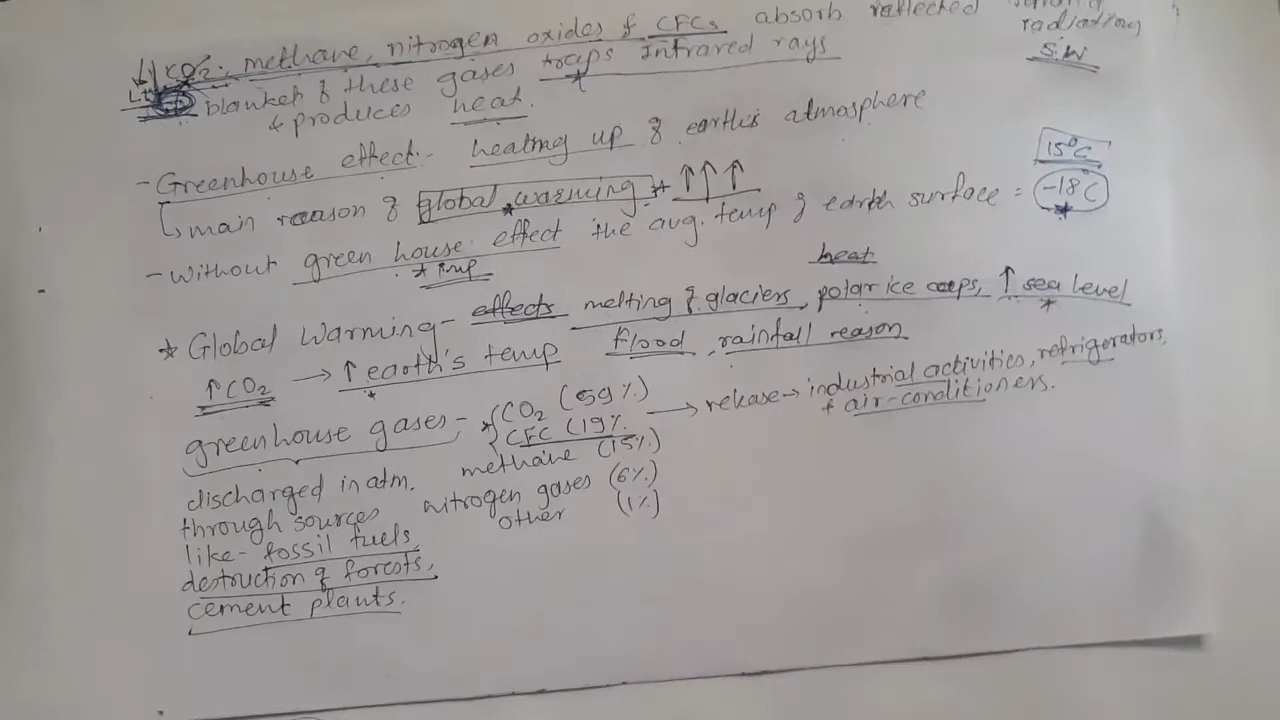 CO2, methane, nitrogen oxides & CFCs absorb reflected
radiation
S.W
blanket of these gases traps Infrared rays
& produces heat.
- Greenhouse effect - heating up of earth's atmosphere
main reason of global warming * ↑↑↑
15°C
- without green house effect the avg. temp of earth surface = -18°C
* Imp
heat
* Global Warming - effects melting of glaciers, polar ice caps, ↑ sea level
↑CO2 → ↑ earth's temp flood, rainfall reason
greenhouse gases - * CO2 (59%) → release → industrial activities, refrigerators,
CFC (19%. + air-conditioners.
discharged in atm. methane (15%)
through sources nitrogen gases (6%)
like - fossil fuels, other (1%)
destruction of forests,
cement plants.